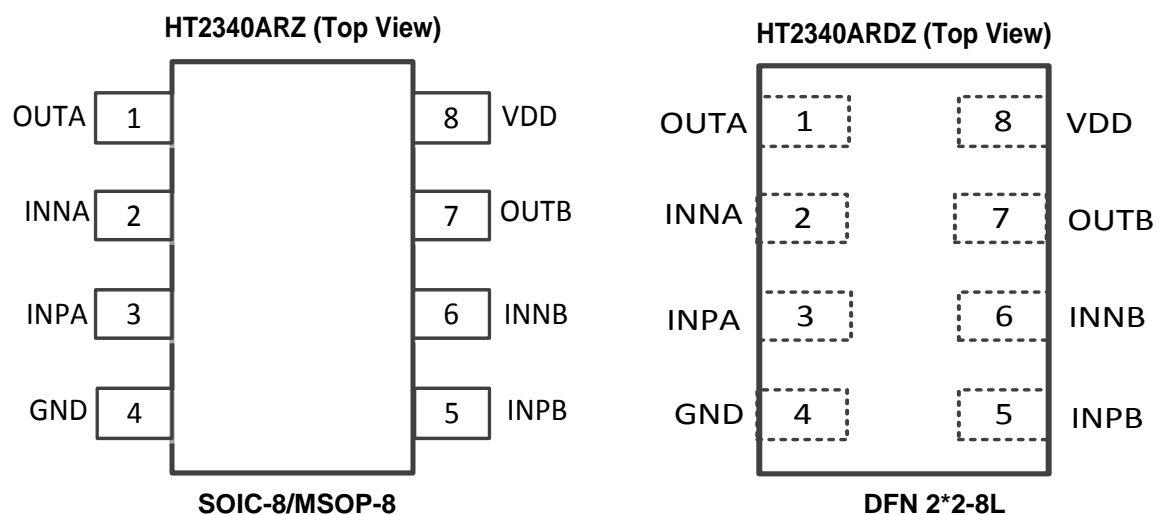 HT2340ARZ (Top View)
OUTA 1 8 VDD
INNA 2 7 OUTB
INPA 3 6 INNB
GND 4 5 INPB
SOIC-8/MSOP-8
HT2340ARDZ (Top View)
OUTA 1 8 VDD
INNA 2 7 OUTB
INPA 3 6 INNB
GND 4 5 INPB
DFN 2*2-8L